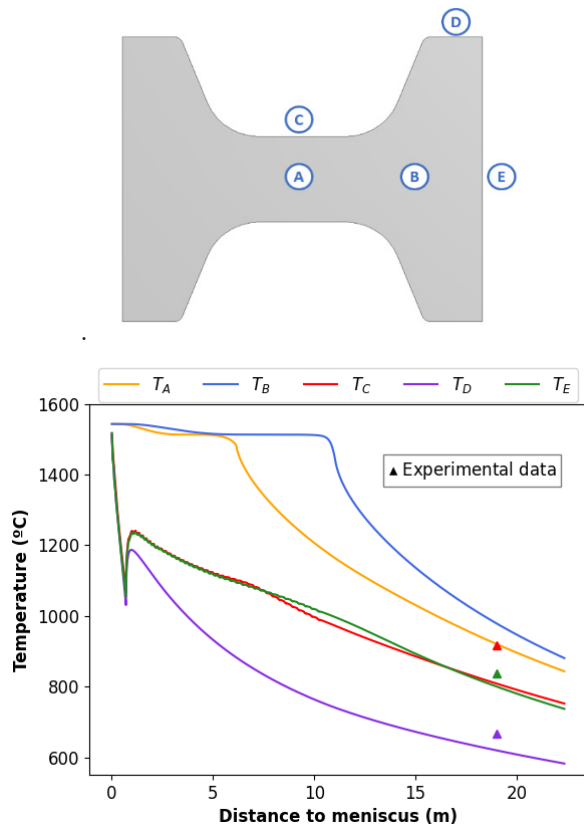 D
C
A B E
.
T_A T_B T_C T_D T_E
1600
1400
1200
1000
800
600
Temperature (ºC)
▲ Experimental data
0 5 10 15 20
Distance to meniscus (m)